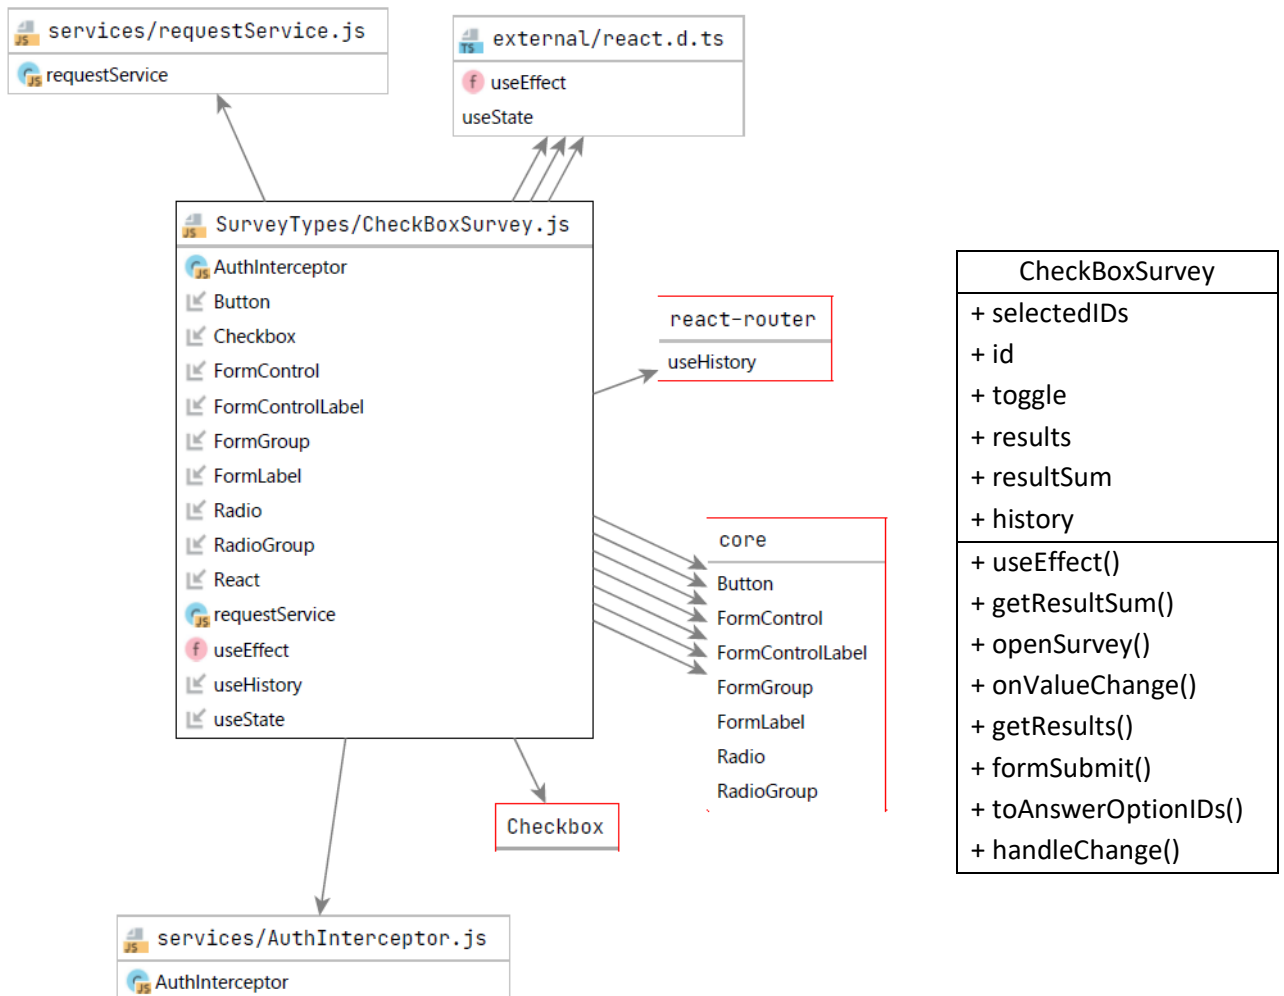 services/requestService.js
requestService
external/react.d.ts
useEffect
useState
SurveyTypes/CheckBoxSurvey.js
AuthInterceptor
Button
Checkbox
FormControl
FormControlLabel
FormGroup
FormLabel
Radio
RadioGroup
React
requestService
useEffect
useHistory
useState
react-router
useHistory
core
Button
FormControl
FormControlLabel
FormGroup
FormLabel
Radio
RadioGroup
Checkbox
services/AuthInterceptor.js
AuthInterceptor
CheckBoxSurvey
+ selectedIDs
+ id
+ toggle
+ results
+ resultSum
+ history
+ useEffect()
+ getResultSum()
+ openSurvey()
+ onValueChange()
+ getResults()
+ formSubmit()
+ toAnswerOptionIDs()
+ handleChange()